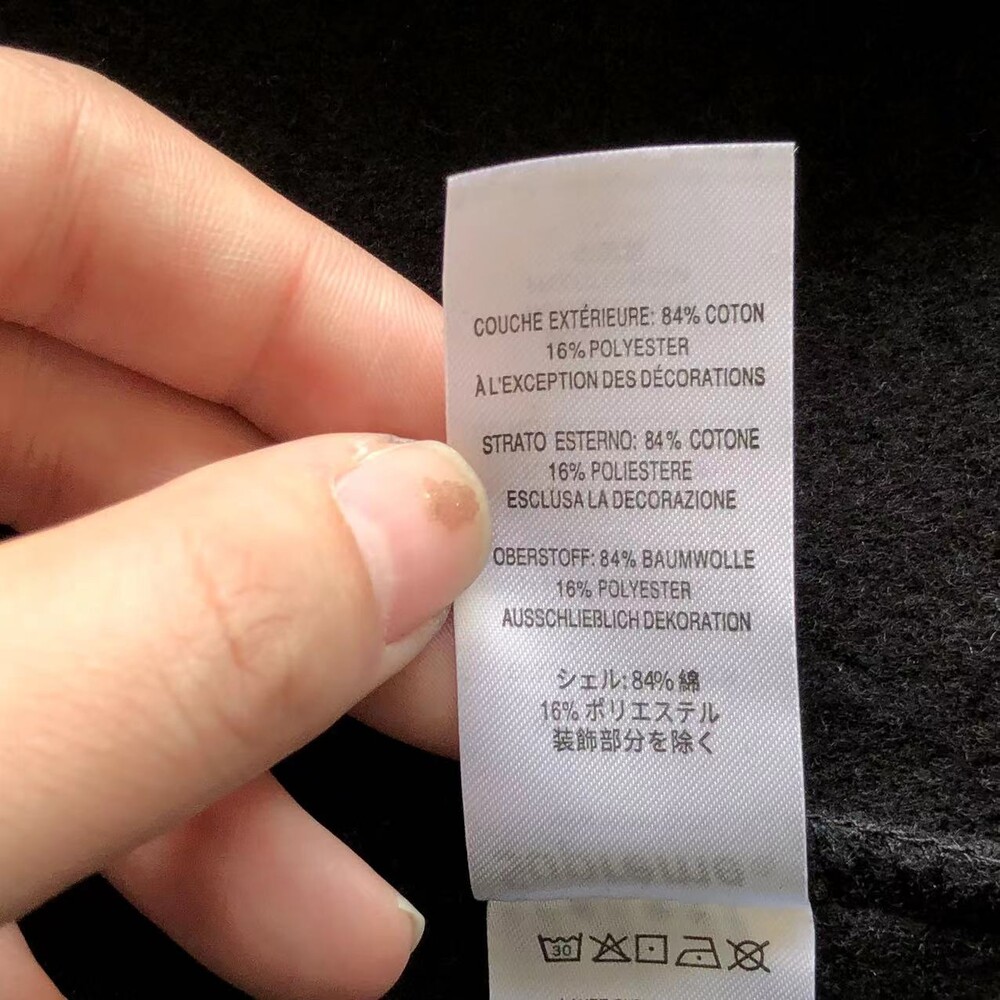 COUCHE EXTÉRIEURE: 84% COTON
16% POLYESTER
À L'EXCEPTION DES DÉCORATIONS
STRATO ESTERNO: 84% COTONE
16% POLIESTERE
ESCLUSA LA DECORAZIONE
OBERSTOFF: 84% BAUMWOLLE
16% POLYESTER
AUSSCHLIEßLICH DEKORATION
シェル: 84% 綿
16% ポリエステル
装飾部分を除く
30